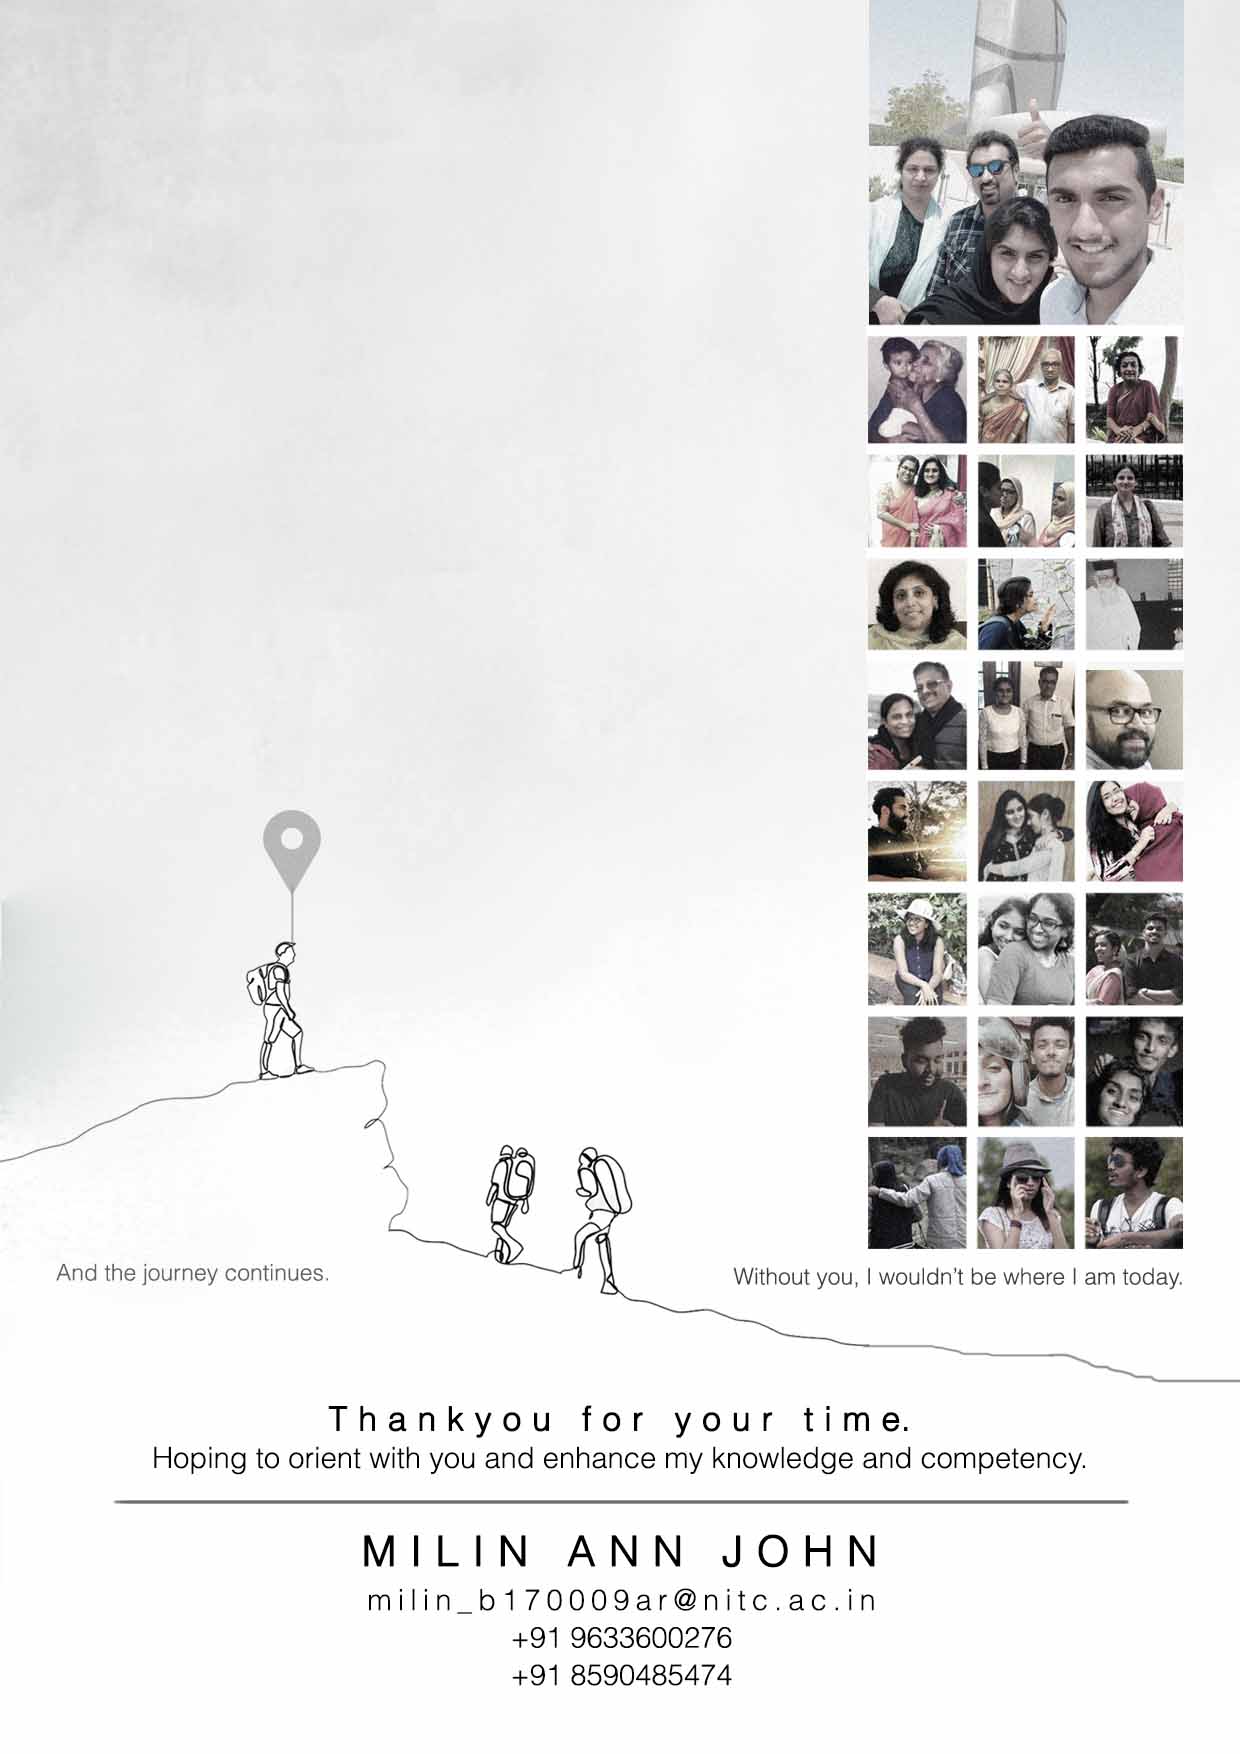 And the journey continues.
Without you, I wouldn't be where I am today.
Thankyou for your time.
Hoping to orient with you and enhance my knowledge and competency.
MILIN ANN JOHN
milin_b170009ar@nitc.ac.in
+91 9633600276
+91 8590485474